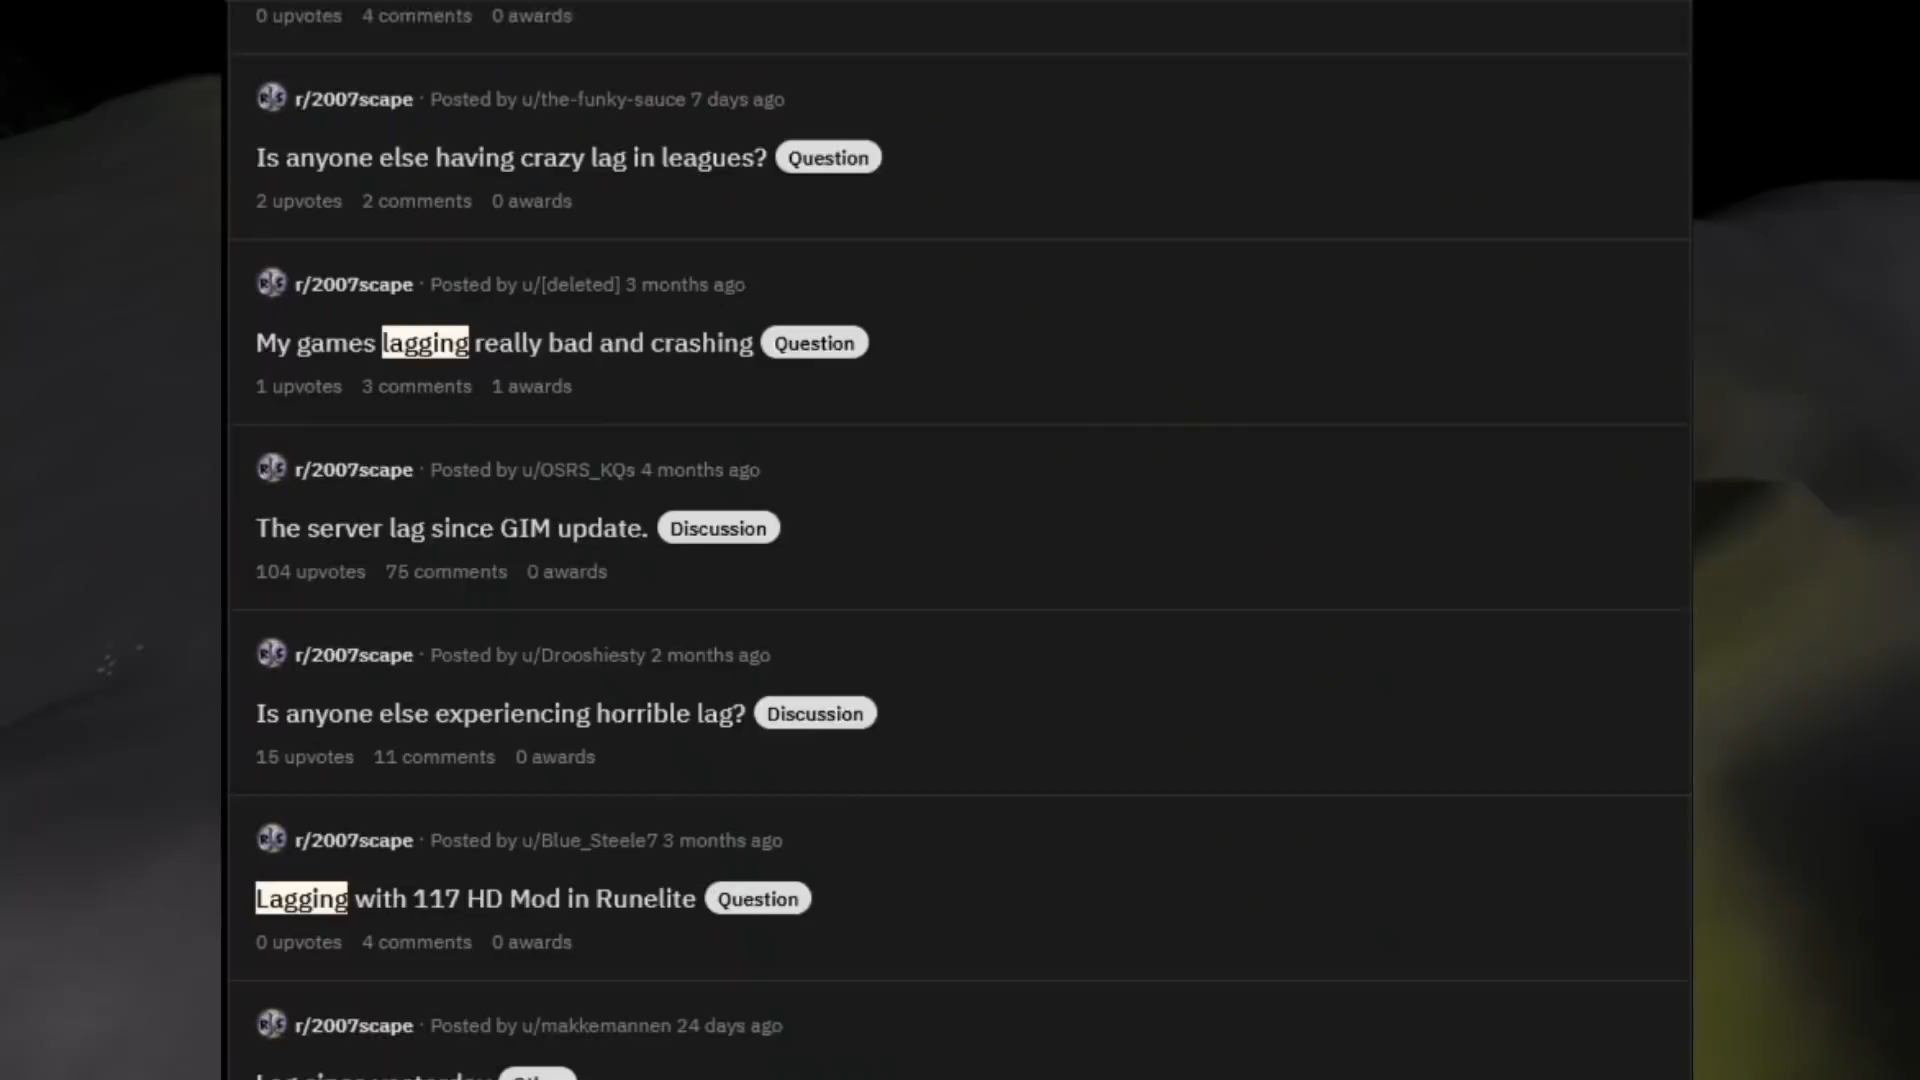 0 upvotes 4 comments 0 awards
r/2007scape · Posted by u/the-funky-sauce 7 days ago
Is anyone else having crazy lag in leagues? Question
2 upvotes 2 comments 0 awards
r/2007scape · Posted by u/[deleted] 3 months ago
My games lagging really bad and crashing Question
1 upvotes 3 comments 1 awards
r/2007scape · Posted by u/OSRS_KQs 4 months ago
The server lag since GIM update. Discussion
104 upvotes 75 comments 0 awards
r/2007scape · Posted by u/Drooshiesty 2 months ago
Is anyone else experiencing horrible lag? Discussion
15 upvotes 11 comments 0 awards
r/2007scape · Posted by u/Blue_Steele7 3 months ago
Lagging with 117 HD Mod in Runelite Question
0 upvotes 4 comments 0 awards
r/2007scape · Posted by u/makkemannen 24 days ago